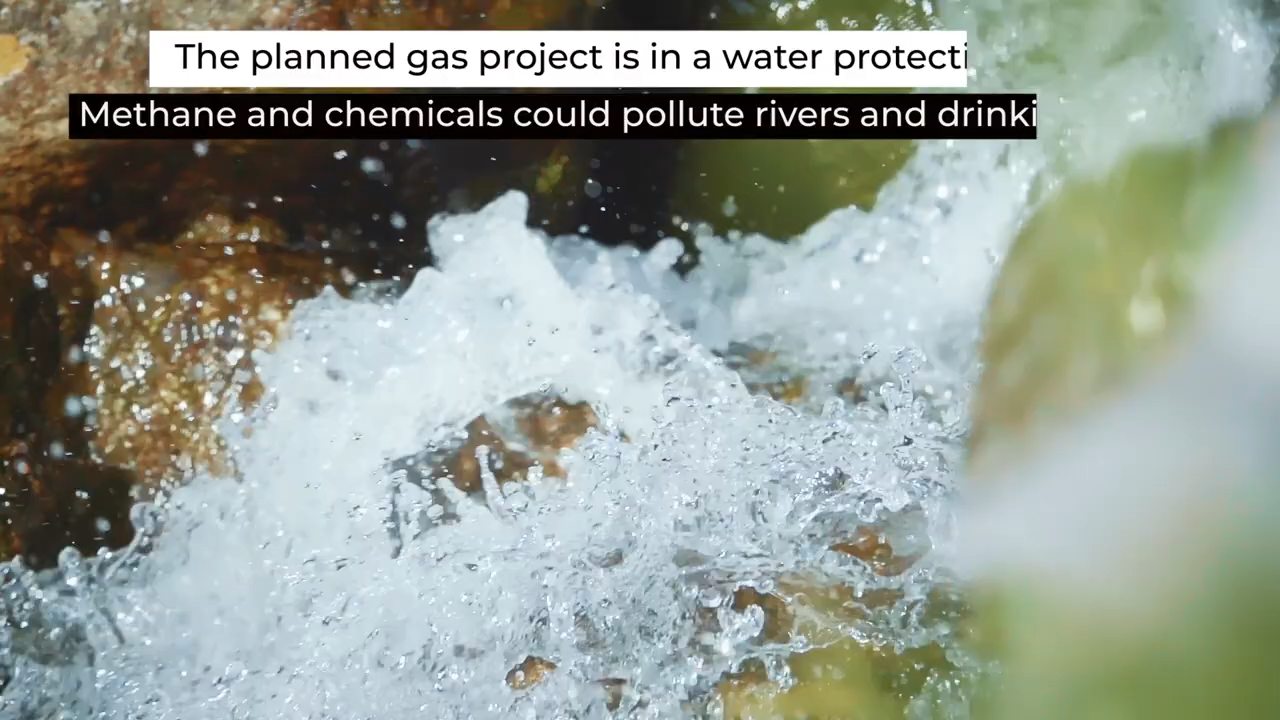 The planned gas project is in a water protecti
Methane and chemicals could pollute rivers and drinki